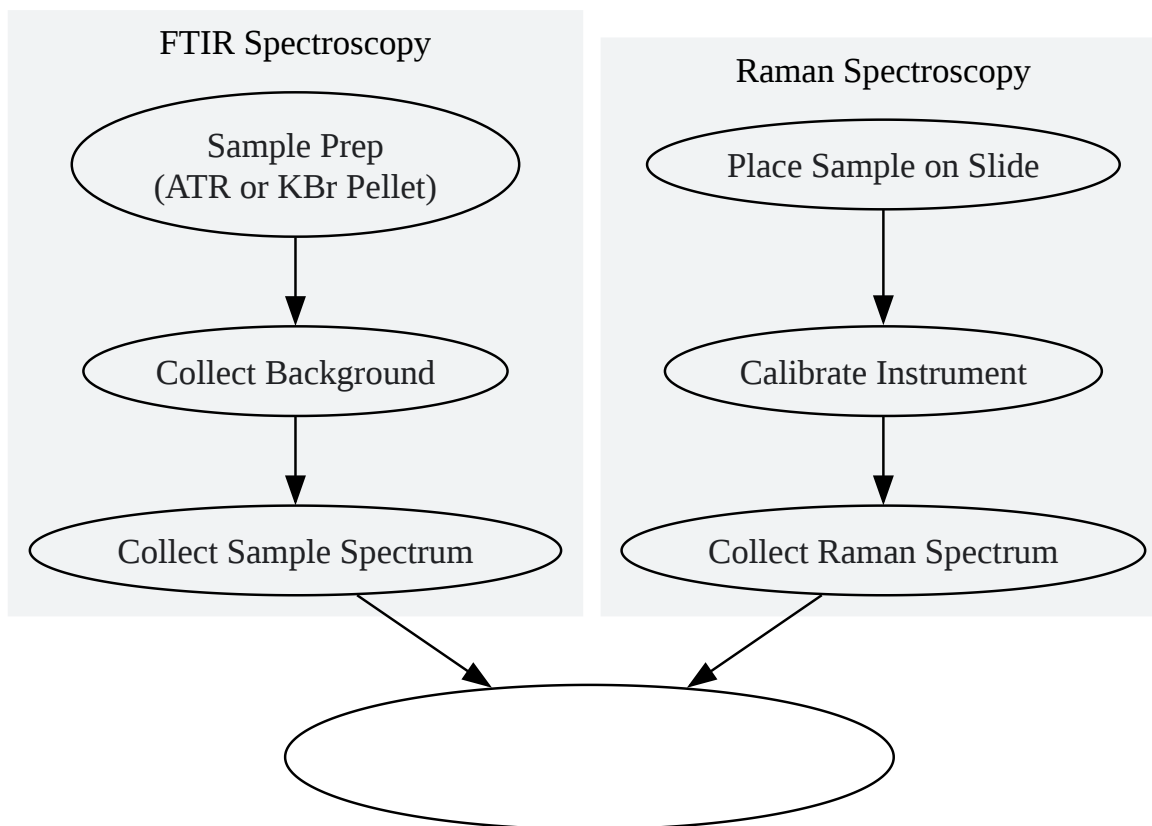 FTIR Spectroscopy
Sample Prep
(ATR or KBr Pellet)
Collect Background
Collect Sample Spectrum
Raman Spectroscopy
Place Sample on Slide
Calibrate Instrument
Collect Raman Spectrum